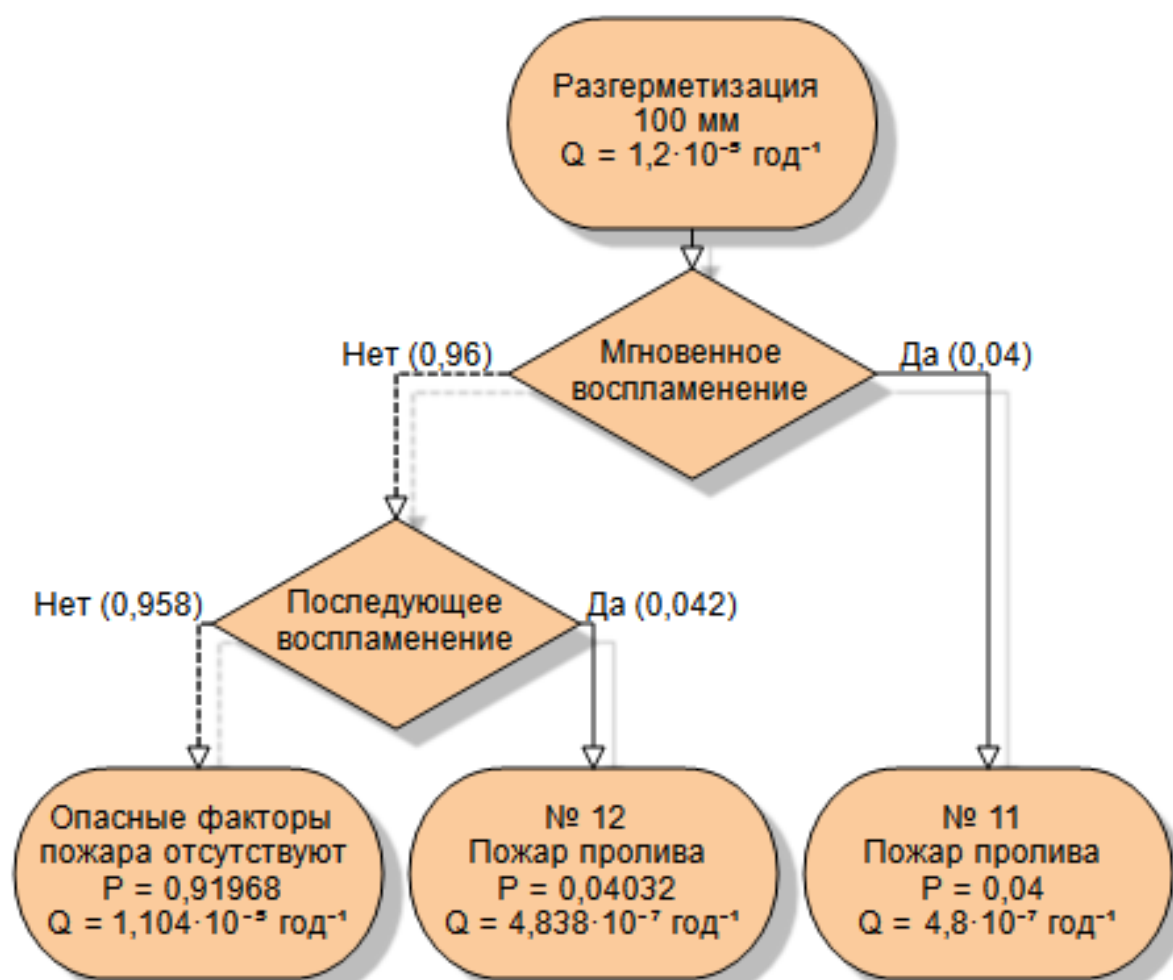 Разгерметизация
100 мм
Q = 1,2·10⁻⁵ год⁻¹
Нет (0,96)
Мгновенное
воспламенение
Да (0,04)
Нет (0,958)
Последующее
воспламенение
Да (0,042)
Опасные факторы
пожара отсутствуют
P = 0,91968
Q = 1,104·10⁻⁵ год⁻¹
№ 12
Пожар пролива
P = 0,04032
Q = 4,838·10⁻⁷ год⁻¹
№ 11
Пожар пролива
P = 0,04
Q = 4,8·10⁻⁷ год⁻¹